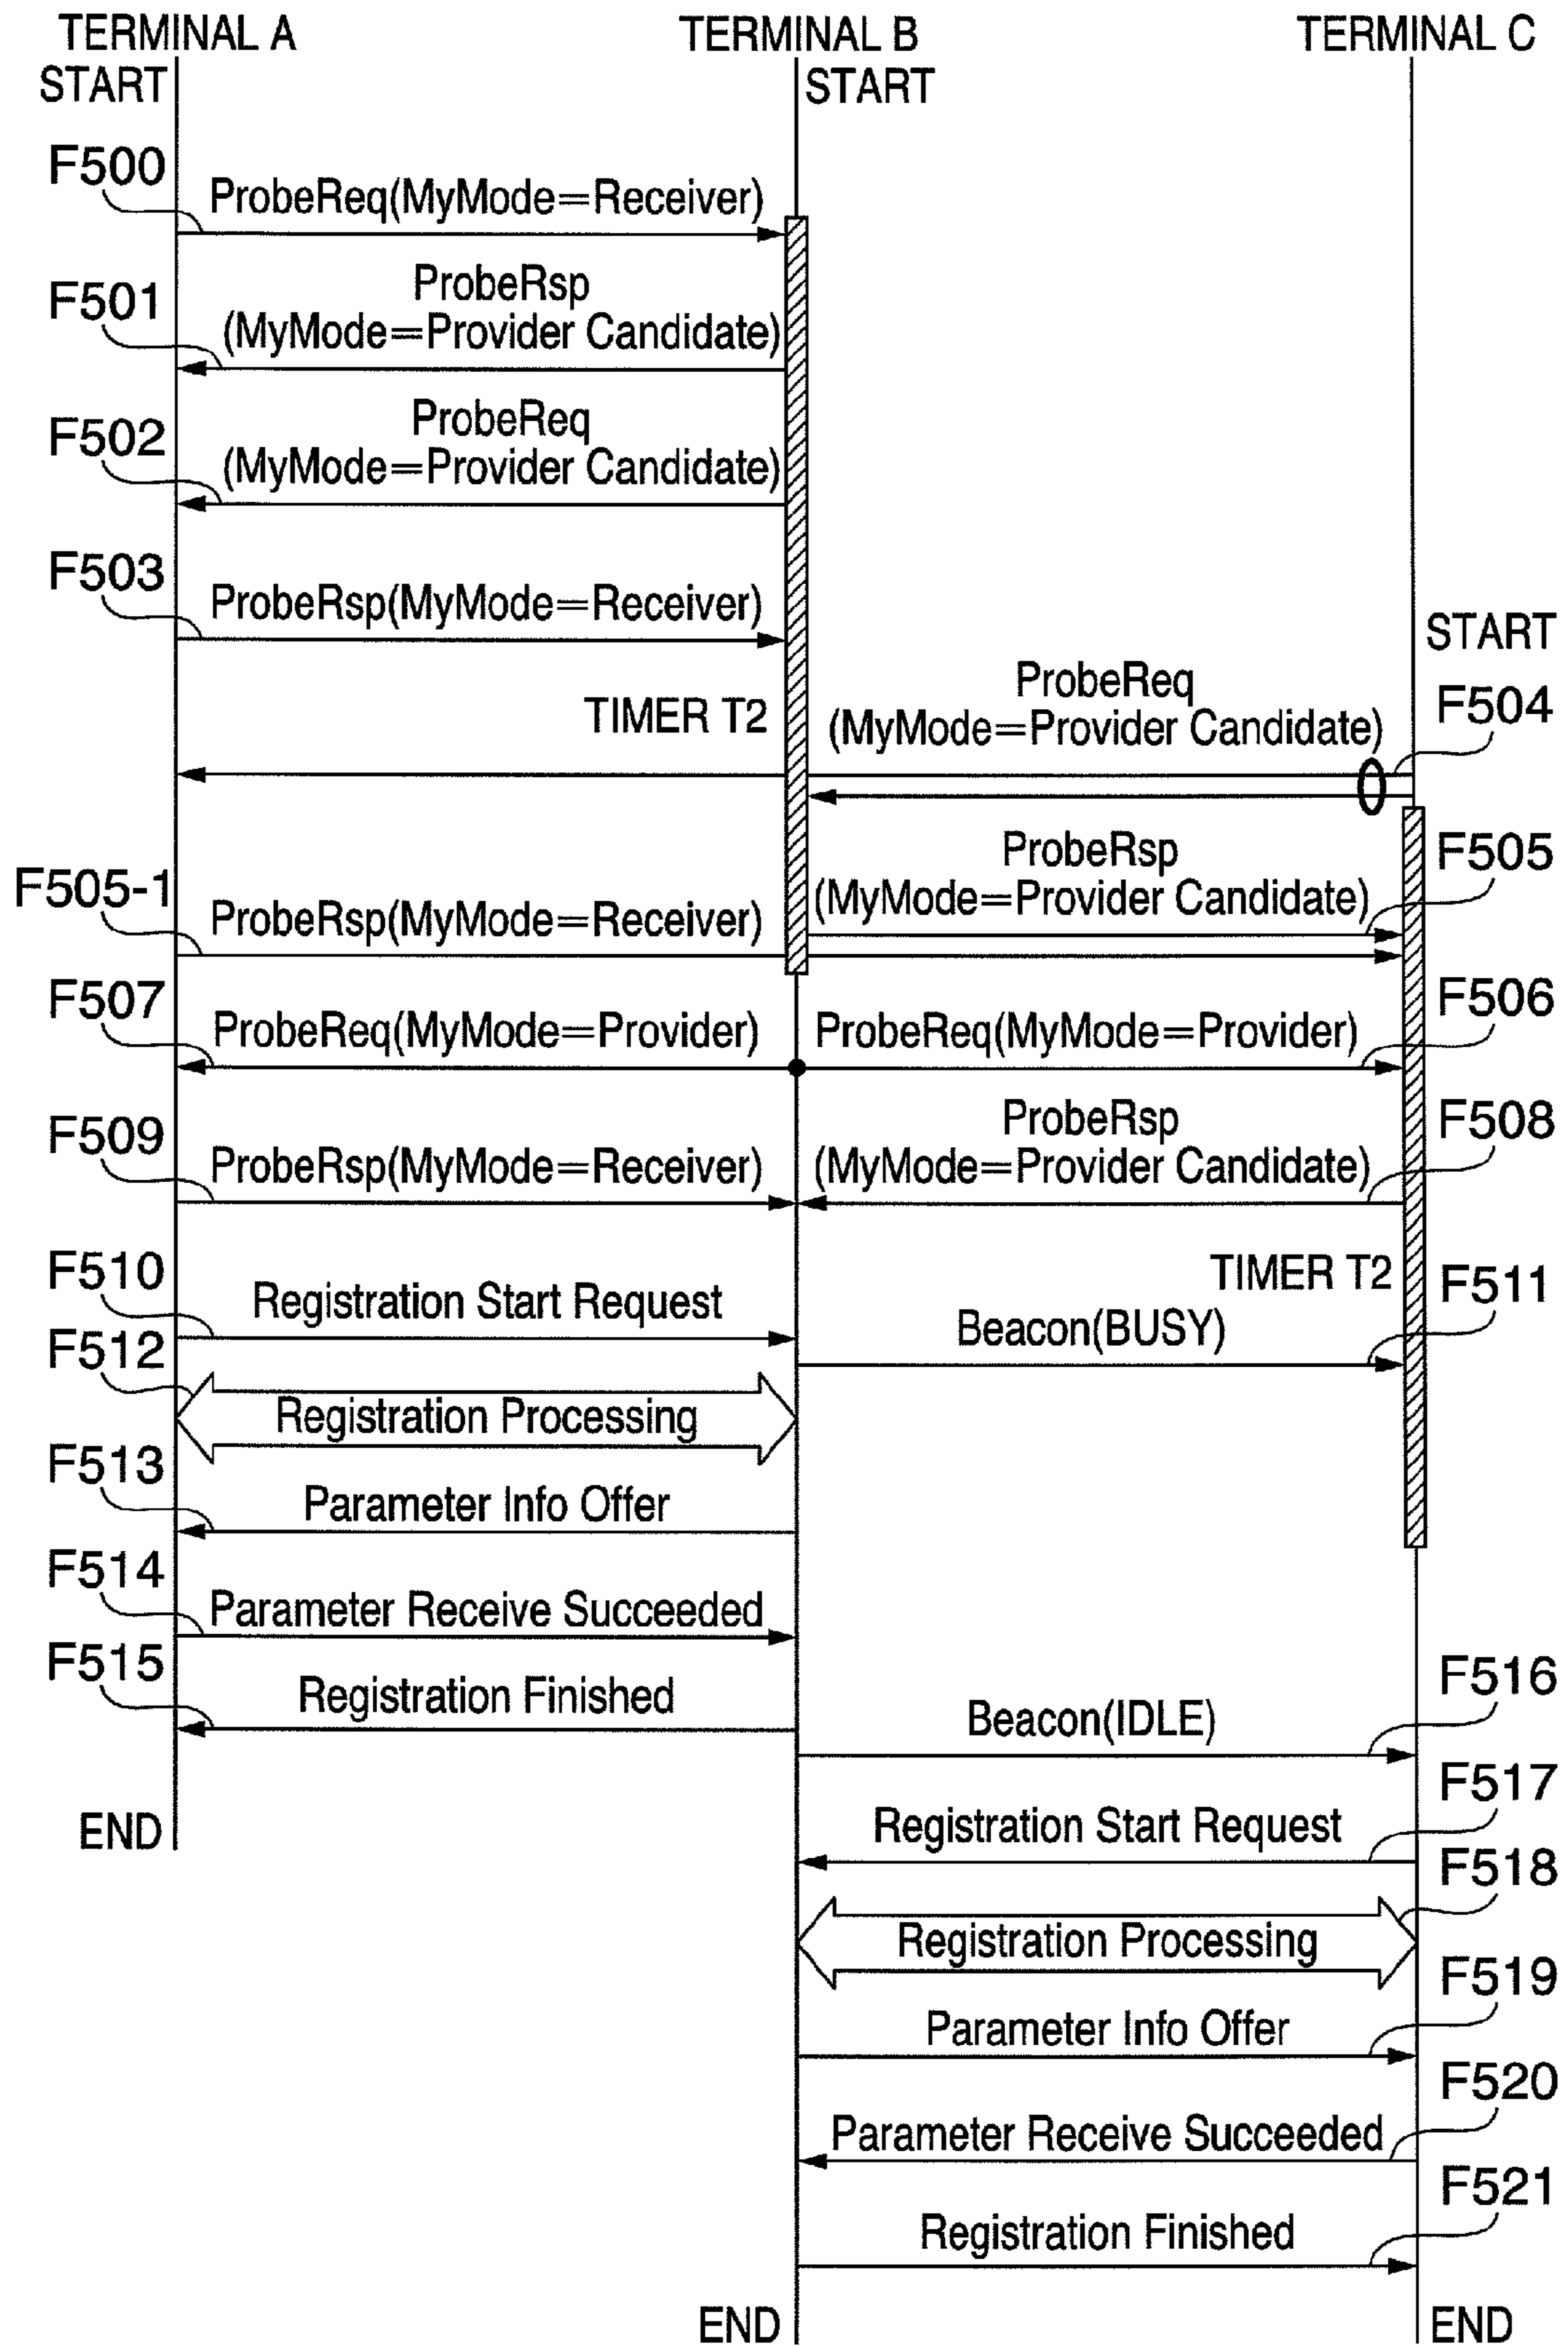 TERMINAL A
TERMINAL B
TERMINAL C
START
START
F500
ProbeReq(MyMode=Receiver)
F501
ProbeRsp
(MyMode=Provider Candidate)
F502
ProbeReq
(MyMode=Provider Candidate)
F503
ProbeRsp(MyMode=Receiver)
START
TIMER T2
ProbeReq
(MyMode=Provider Candidate)
F504
F505-1
ProbeRsp(MyMode=Receiver)
ProbeRsp
(MyMode=Provider Candidate)
F505
F507
ProbeReq(MyMode=Provider)
ProbeReq(MyMode=Provider)
F506
F509
ProbeRsp(MyMode=Receiver)
ProbeRsp
(MyMode=Provider Candidate)
F508
F510
Registration Start Request
TIMER T2
F511
Beacon(BUSY)
F512
Registration Processing
F513
Parameter Info Offer
F514
Parameter Receive Succeeded
F515
Registration Finished
F516
Beacon(IDLE)
END
F517
Registration Start Request
F518
Registration Processing
F519
Parameter Info Offer
F520
Parameter Receive Succeeded
F521
Registration Finished
END
END